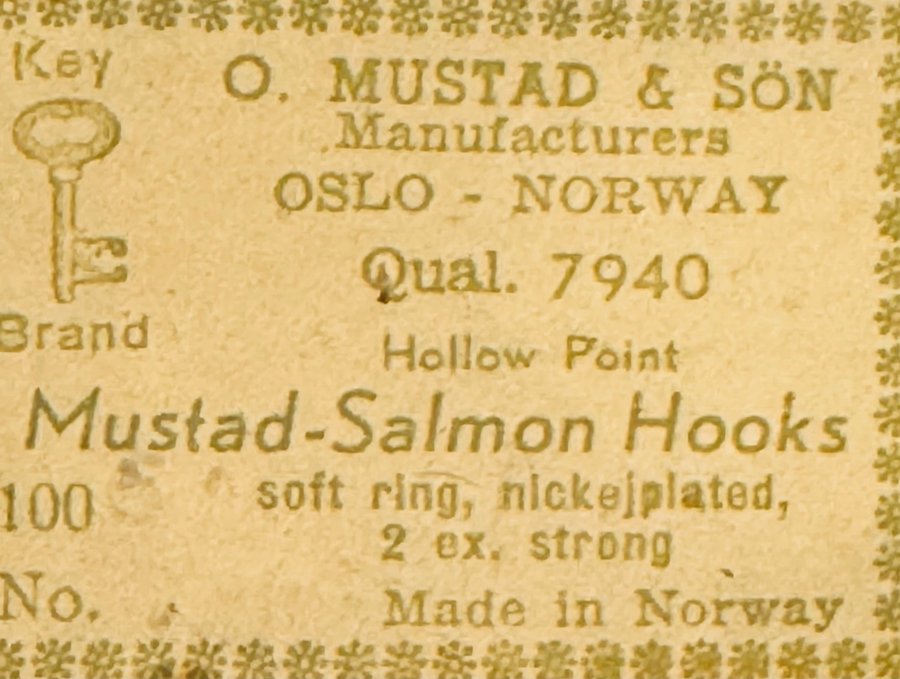 Key
Brand
O. MUSTAD & SÖN
Manufacturers
OSLO - NORWAY
Qual. 7940
Hollow Point
Mustad-Salmon Hooks
100
soft ring, nickelplated,
2 ex. strong
No.
Made in Norway